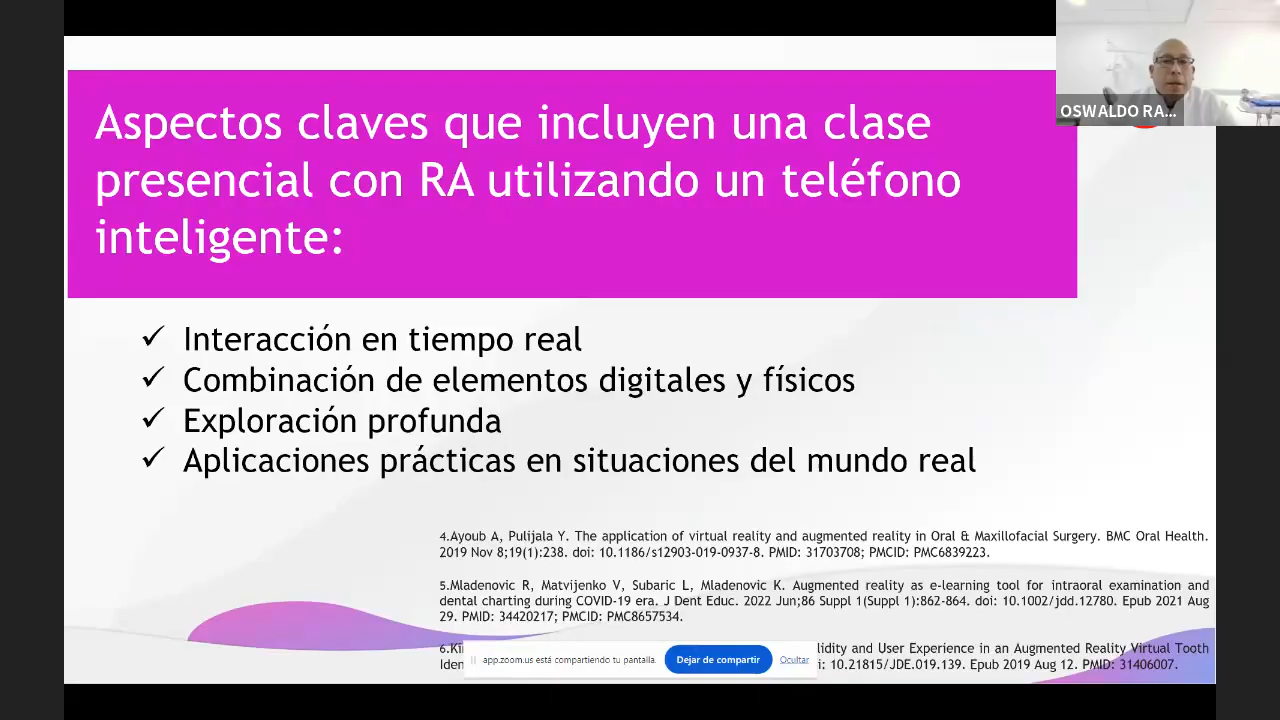 Aspectos claves que incluyen una clase
presencial con RA utilizando un teléfono
inteligente:
OSWALDO RA...
✓ Interacción en tiempo real
✓ Combinación de elementos digitales y físicos
✓ Exploración profunda
✓ Aplicaciones prácticas en situaciones del mundo real
4.Ayoub A, Pulijala Y. The application of virtual reality and augmented reality in Oral & Maxillofacial Surgery. BMC Oral Health.
2019 Nov 8;19(1):238. doi: 10.1186/s12903-019-0937-8. PMID: 31703708; PMCID: PMC6839223.
5.Mladenovic R, Matvijenko V, Subaric L, Mladenovic K. Augmented reality as e-learning tool for intraoral examination and
dental charting during COVID-19 era. J Dent Educ. 2022 Jun;86 Suppl 1(Suppl 1):862-864. doi: 10.1002/jdd.12780. Epub 2021 Aug
29. PMID: 34420217; PMCID: PMC8657534.
lidity and User Experience in an Augmented Reality Virtual Tooth
i: 10.21815/JDE.019.139. Epub 2019 Aug 12. PMID: 31406007.
app.zoom.us está compartiendo tu pantalla. Dejar de compartir Ocultar